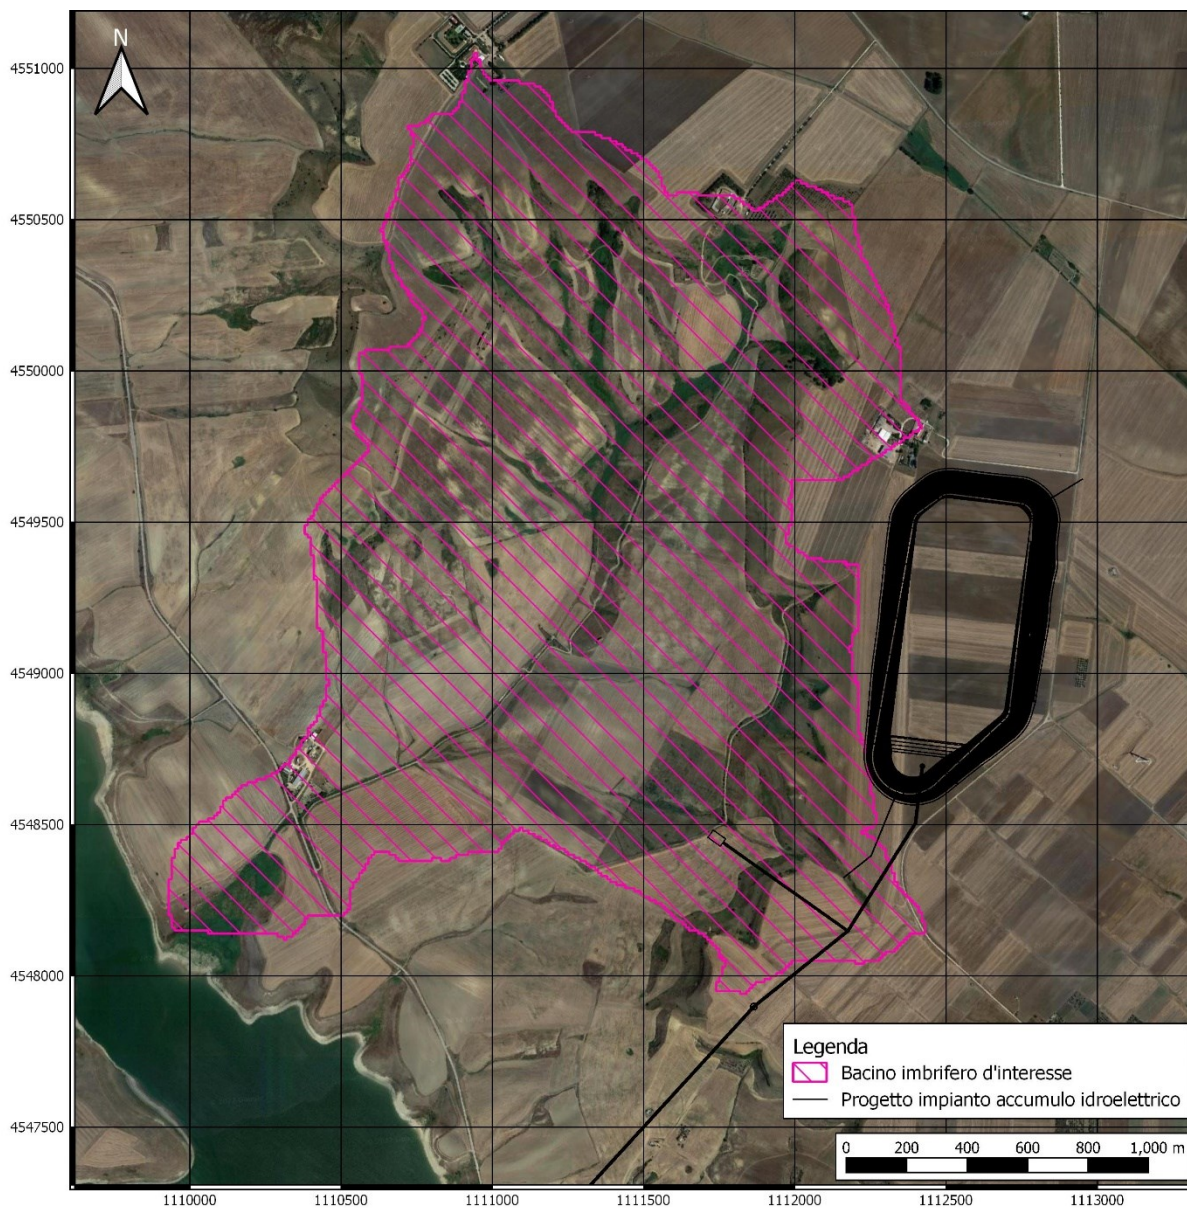 N
4551000
4550500
4550000
4549500
4549000
4548500
4548000
4547500
Legenda
Bacino imbrifero d'interesse
Progetto impianto accumulo idroelettrico
0 200 400 600 800 1,000 m
1110000 1110500 1111000 1111500 1112000 1112500 1113000